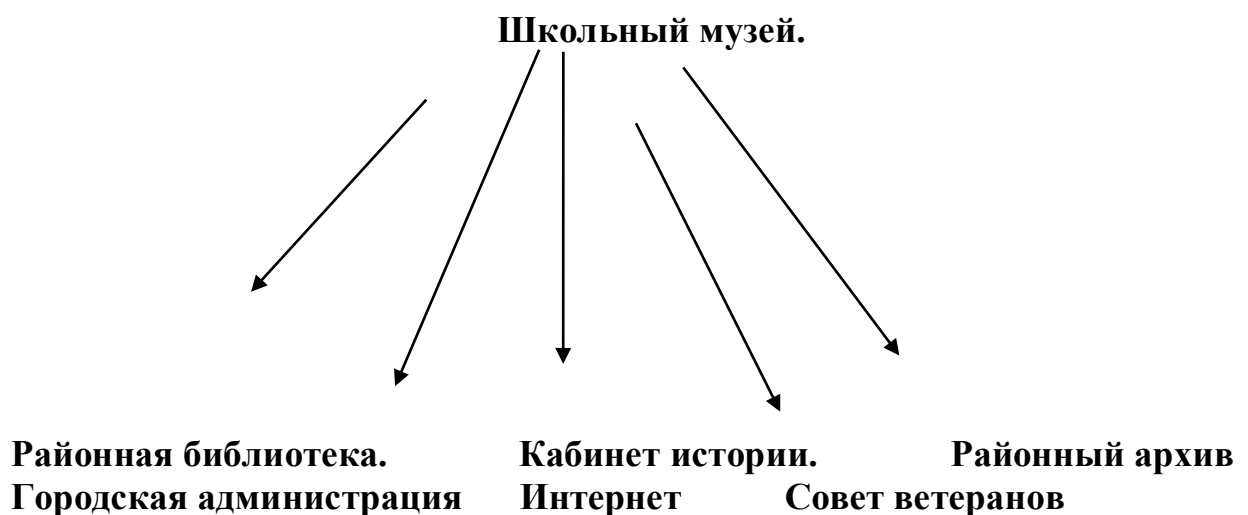 Школьный музей.
Районная библиотека. Кабинет истории. Районный архив
Городская администрация Интернет Совет ветеранов